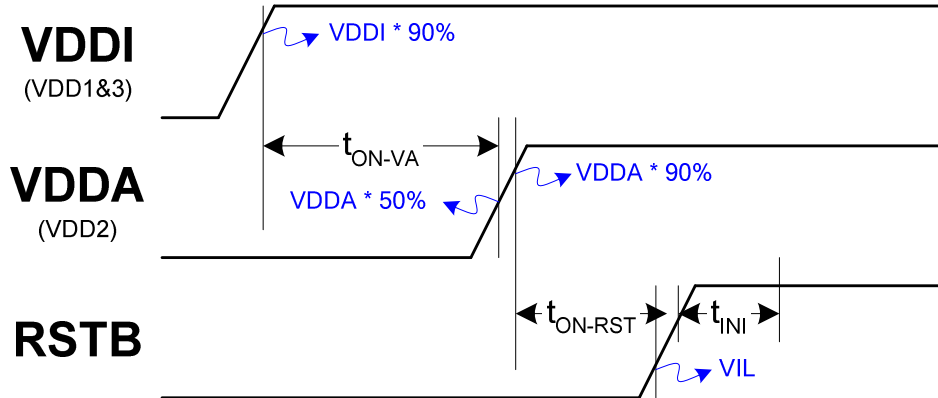 VDDI
(VDD1&3)
VDDI * 90%
tON-VA
VDDA
(VDD2)
VDDA * 90%
VDDA * 50%
tON-RST
tINI
RSTB
VIL